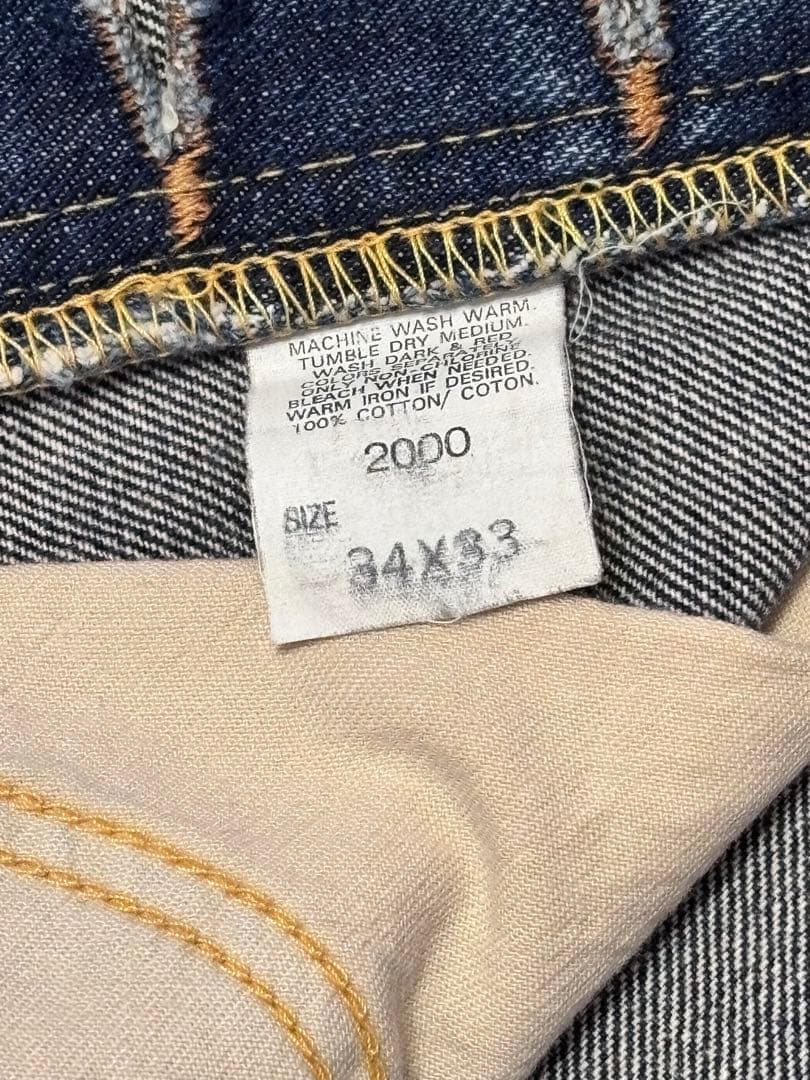 MACHINE WASH WARM.
TUMBLE DRY MEDIUM.
WASH DARK & RED
COLORS SEPARATELY
ONLY NON-CHLORINE
BLEACH WHEN NEEDED.
WARM IRON IF DESIRED.
100% COTTON/ COTON.
2000
SIZE
34X33